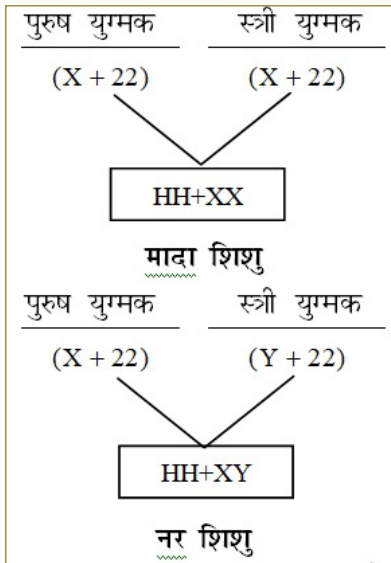 पुरुष युग्मक स्त्री युग्मक
(X + 22) (X + 22)
HH+XX
मादा शिशु
पुरुष युग्मक स्त्री युग्मक
(X + 22) (Y + 22)
HH+XY
नर शिशु